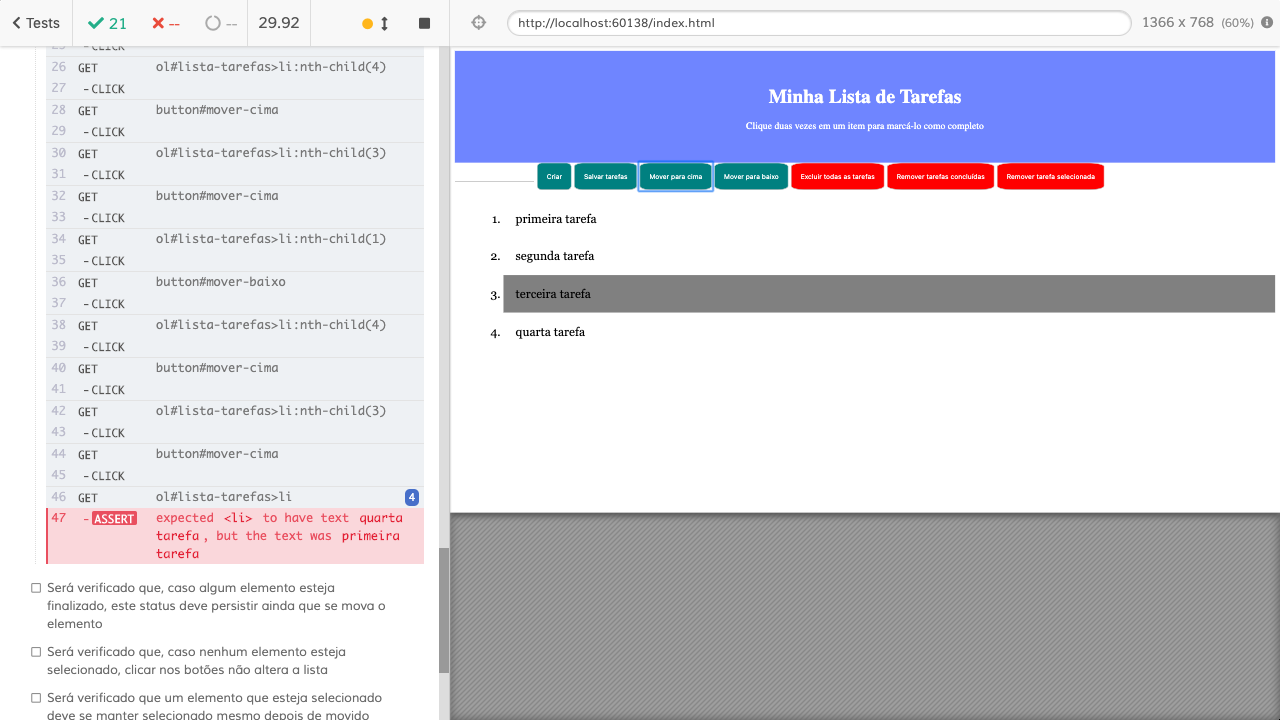 Tests
21
--
--
29.92
http://localhost:60138/index.html
1366 x 768 (60%)
25 - CLICK
26 GET ol#lista-tarefas>li:nth-child(4)
27 - CLICK
28 GET button#mover-cima
29 - CLICK
30 GET ol#lista-tarefas>li:nth-child(3)
31 - CLICK
32 GET button#mover-cima
33 - CLICK
34 GET ol#lista-tarefas>li:nth-child(1)
35 - CLICK
36 GET button#mover-baixo
37 - CLICK
38 GET ol#lista-tarefas>li:nth-child(4)
39 - CLICK
40 GET button#mover-cima
41 - CLICK
42 GET ol#lista-tarefas>li:nth-child(3)
43 - CLICK
44 GET button#mover-cima
45 - CLICK
46 GET ol#lista-tarefas>li 4
47 - ASSERT expected <li> to have text quarta
tarefa, but the text was primeira
tarefa
Será verificado que, caso algum elemento esteja
finalizado, este status deve persistir ainda que se mova o
elemento
Será verificado que, caso nenhum elemento esteja
selecionado, clicar nos botões não altera a lista
Será verificado que um elemento que esteja selecionado
deve se manter selecionado mesmo depois de movido
Minha Lista de Tarefas
Clique duas vezes em um item para marcá-lo como completo
Criar
Salvar tarefas
Mover para cima
Mover para baixo
Excluir todas as tarefas
Remover tarefas concluídas
Remover tarefa selecionada
1. primeira tarefa
2. segunda tarefa
3. terceira tarefa
4. quarta tarefa